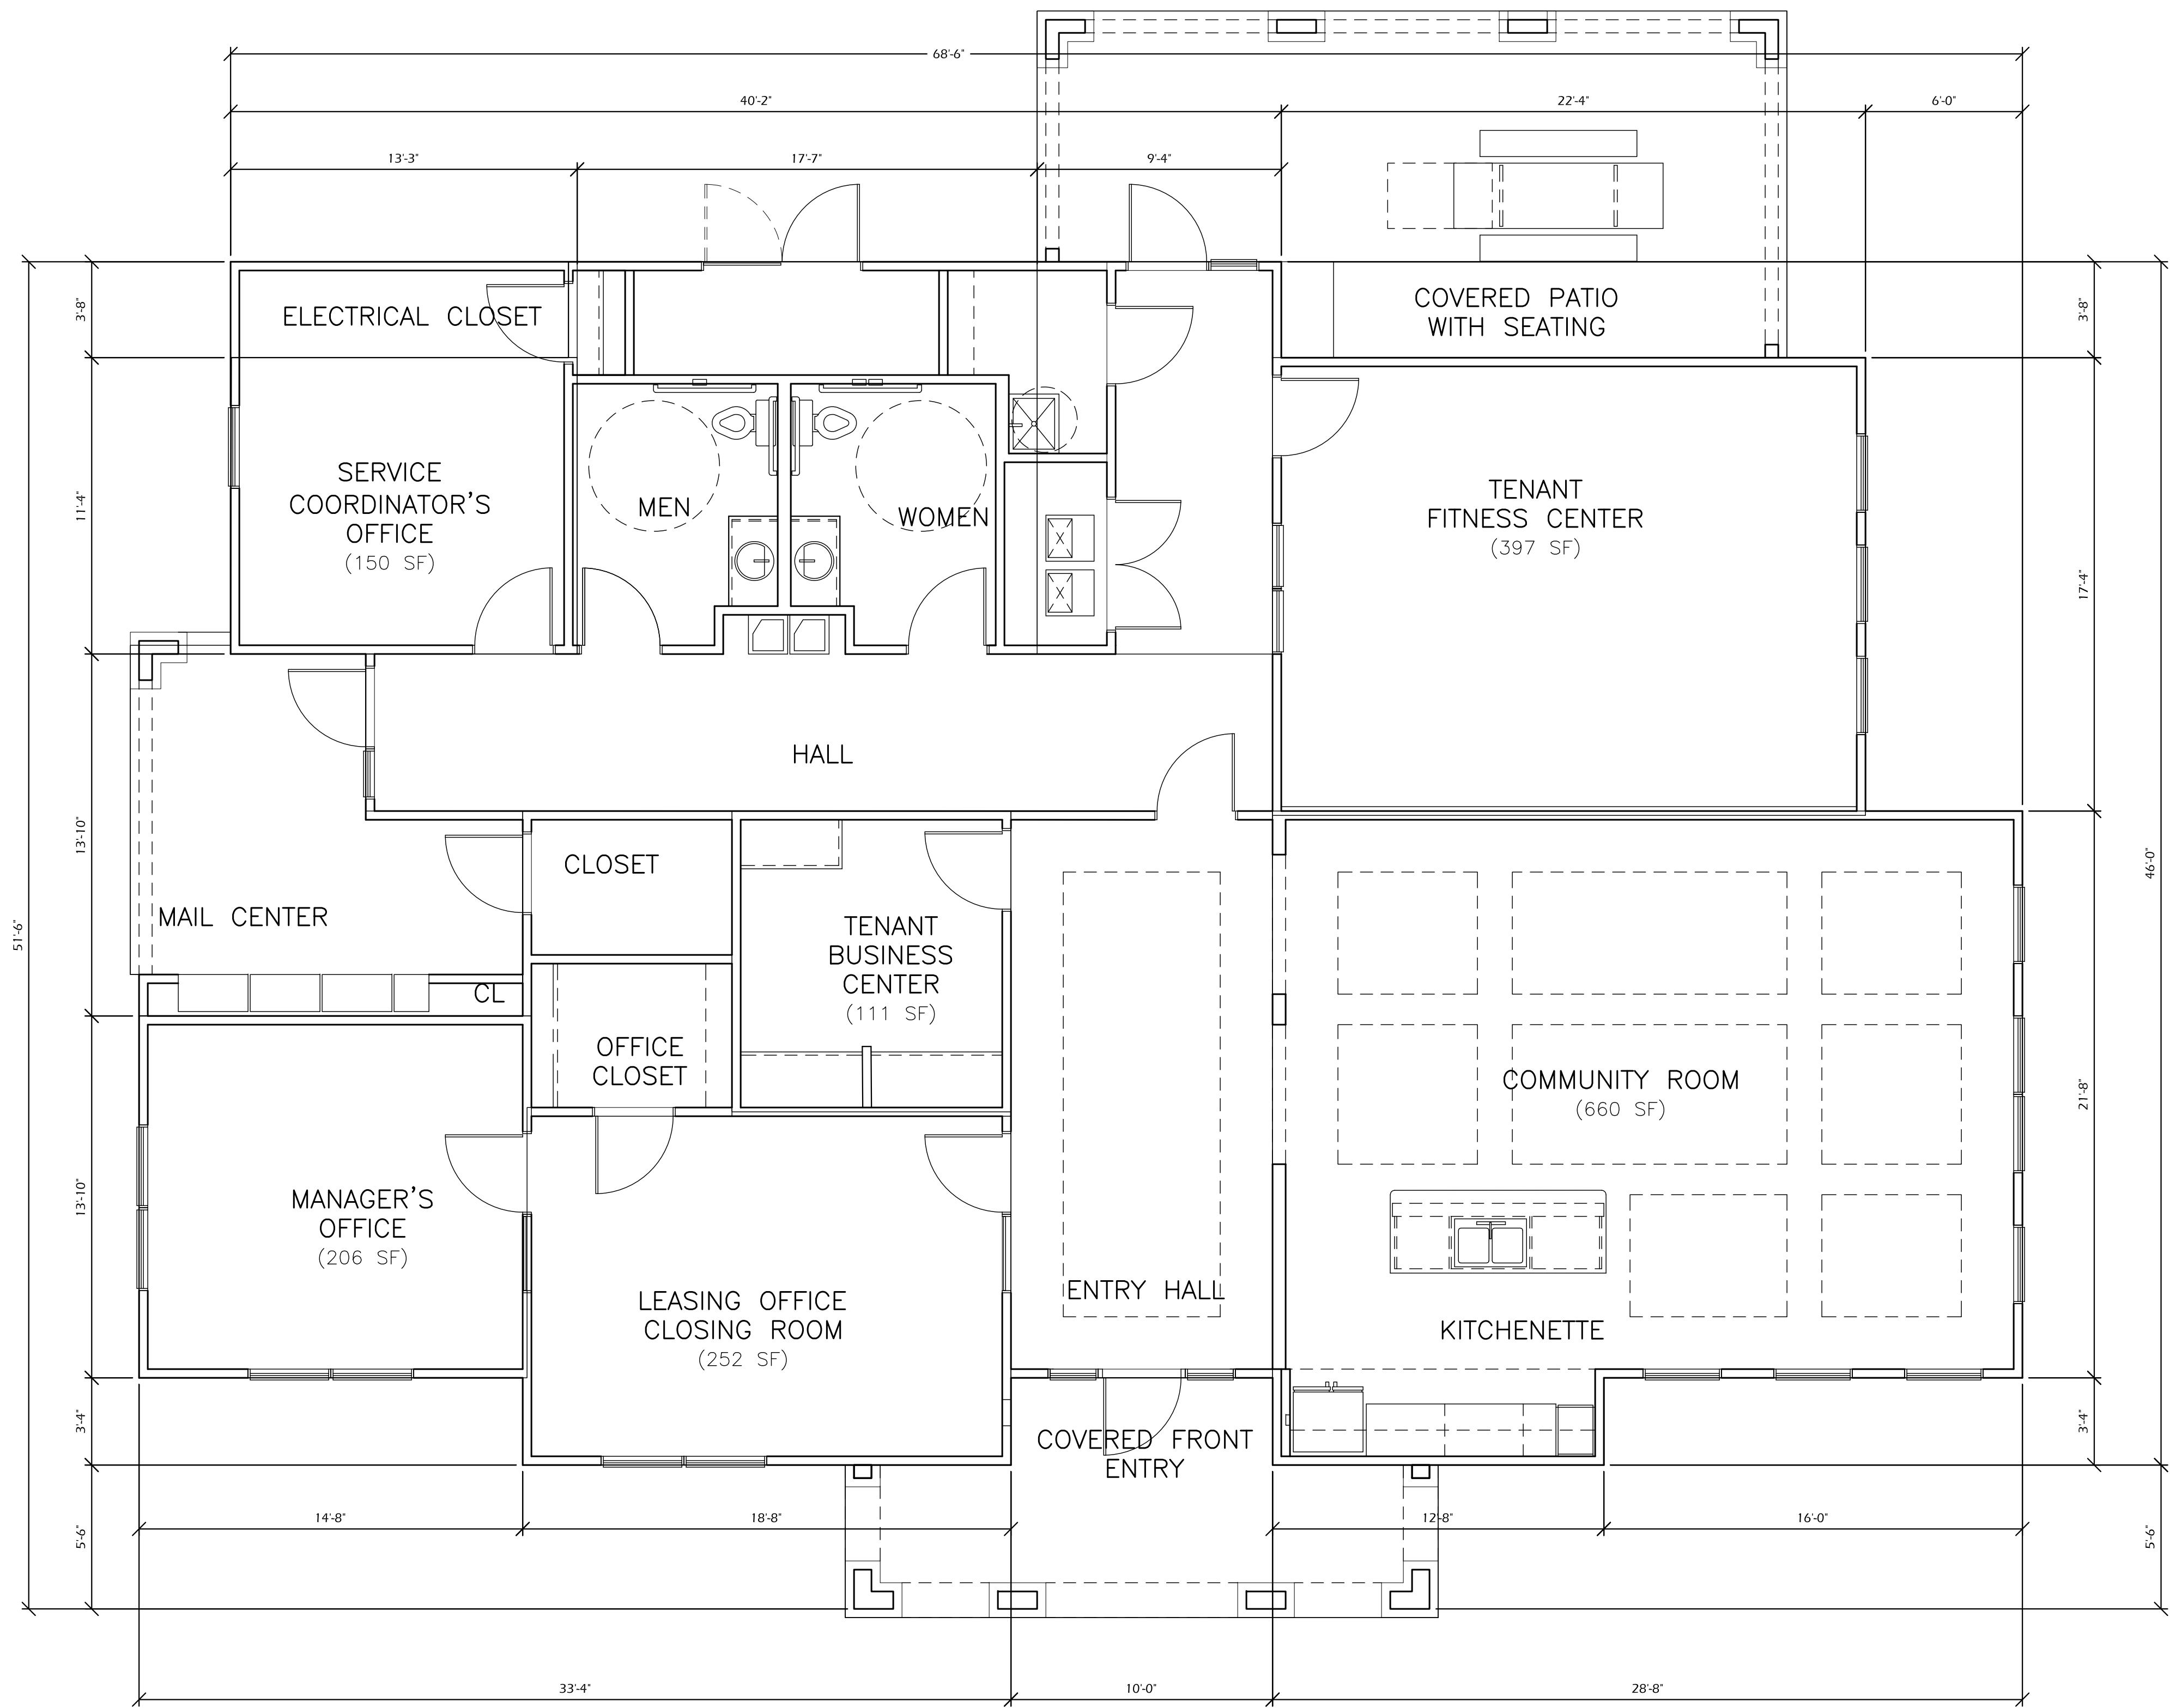 68'-6"
40'-2"
22'-4"
6'-0"
13'-3"
17'-7"
9'-4"
3'-8"
ELECTRICAL CLOSET
COVERED PATIO
WITH SEATING
3'-8"
11'-4"
SERVICE
COORDINATOR'S
OFFICE
(150 SF)
MEN
WOMEN
TENANT
FITNESS CENTER
(397 SF)
17'-4"
HALL
13'-10"
46'-0"
51'-6"
MAIL CENTER
CLOSET
CL
TENANT
BUSINESS
CENTER
(111 SF)
OFFICE
CLOSET
COMMUNITY ROOM
(660 SF)
21'-8"
13'-10"
MANAGER'S
OFFICE
(206 SF)
LEASING OFFICE
CLOSING ROOM
(252 SF)
ENTRY HALL
KITCHENETTE
3'-4"
COVERED FRONT
ENTRY
3'-4"
5'-6"
14'-8"
18'-8"
12'-8"
16'-0"
5'-6"
33'-4"
10'-0"
28'-8"